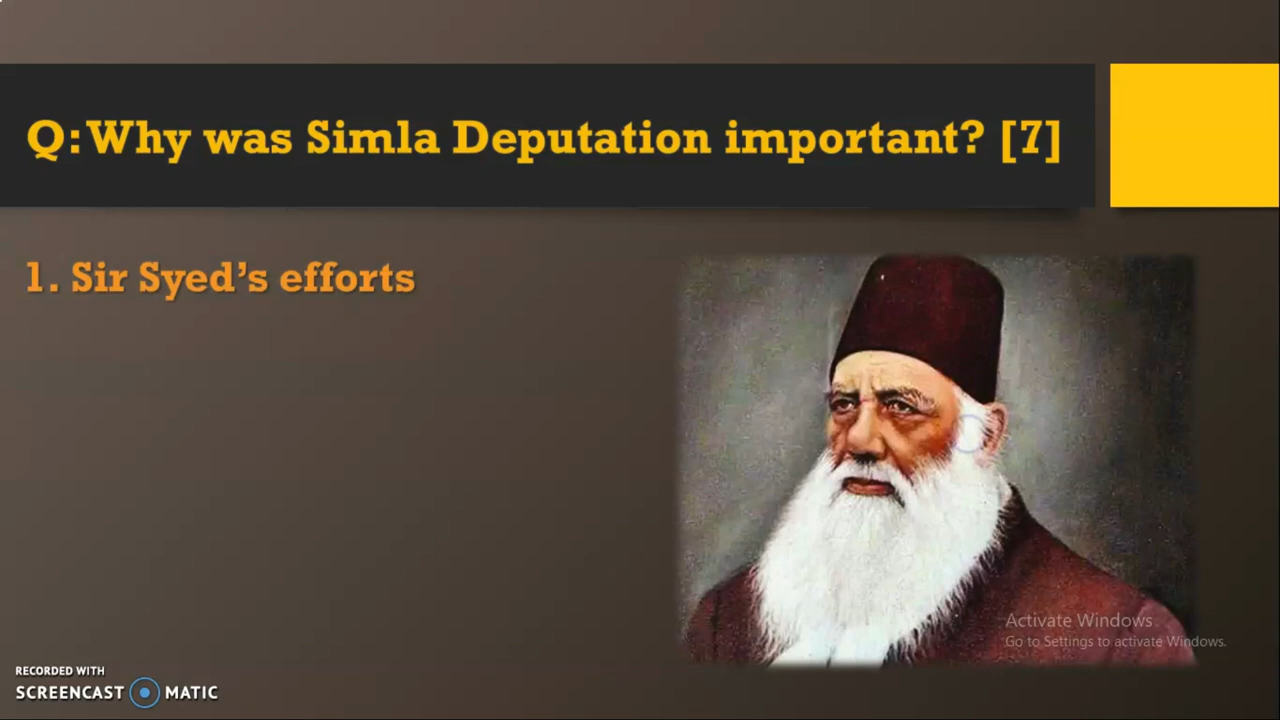 Q: Why was Simla Deputation important? [7]
1. Sir Syed’s efforts
Activate Windows
Go to Settings to activate Windows.
RECORDED WITH
SCREENCAST MATIC